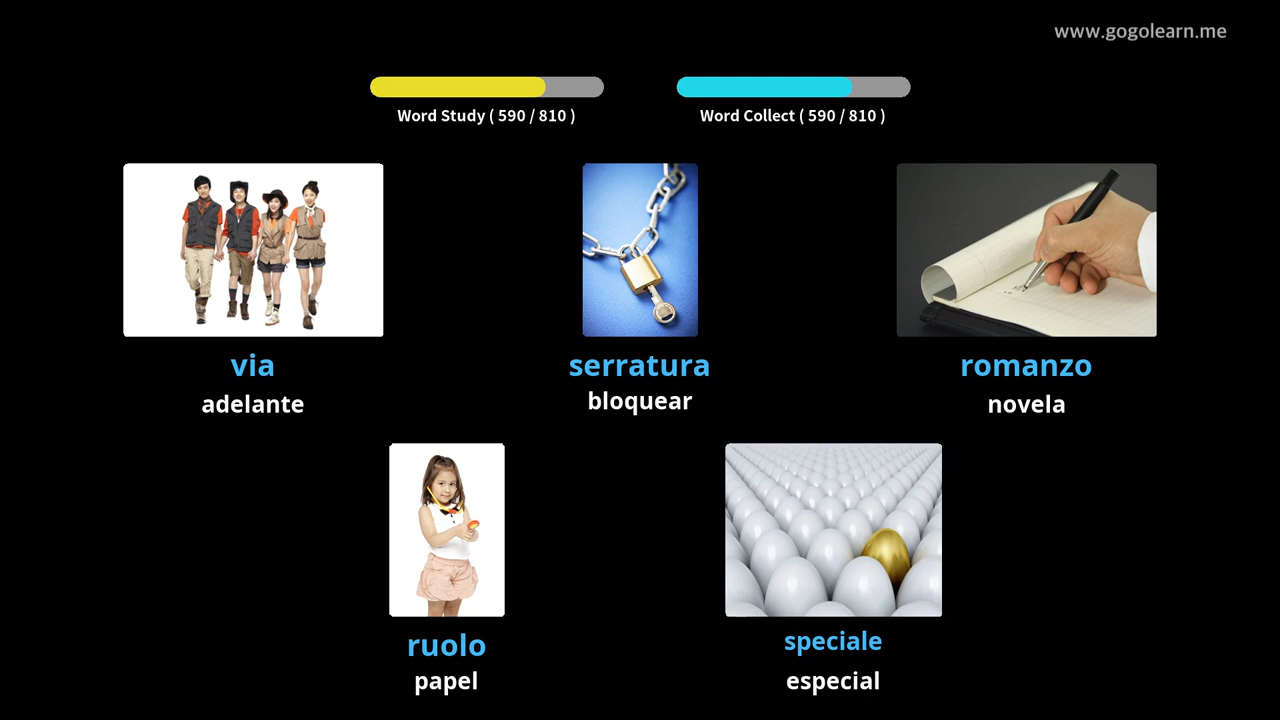 www.gogolearn.me
Word Study ( 590 / 810 )
Word Collect ( 590 / 810 )
via
adelante
serratura
bloquear
romanzo
novela
ruolo
papel
speciale
especial